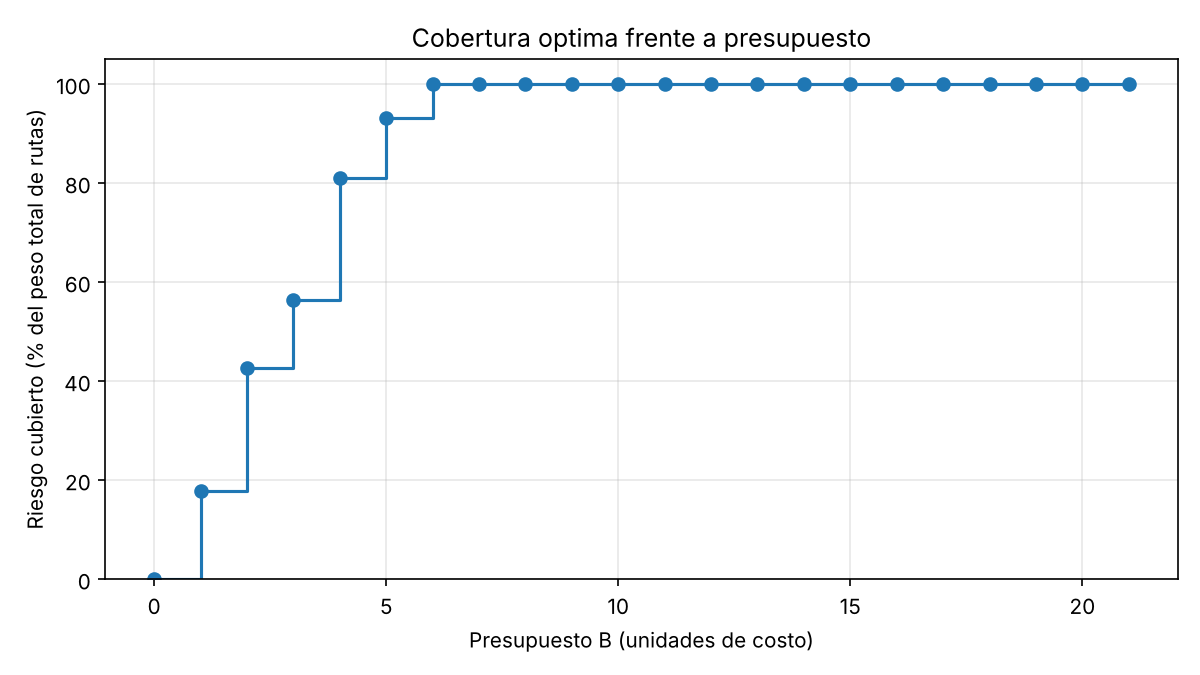 Cobertura optima frente a presupuesto
Riesgo cubierto (% del peso total de rutas)
100
80
60
40
20
0
0 5 10 15 20
Presupuesto B (unidades de costo)